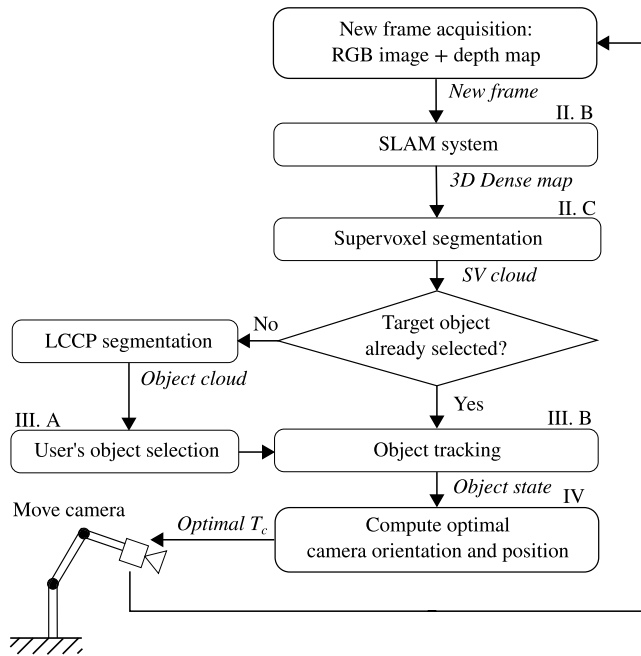 New frame acquisition:
RGB image + depth map
New frame
II. B
SLAM system
3D Dense map
II. C
Supervoxel segmentation
SV cloud
Target object
already selected?
No
LCCP segmentation
Object cloud
Yes
III. A
User's object selection
III. B
Object tracking
Object state
IV
Move camera
Optimal Tc
Compute optimal
camera orientation and position